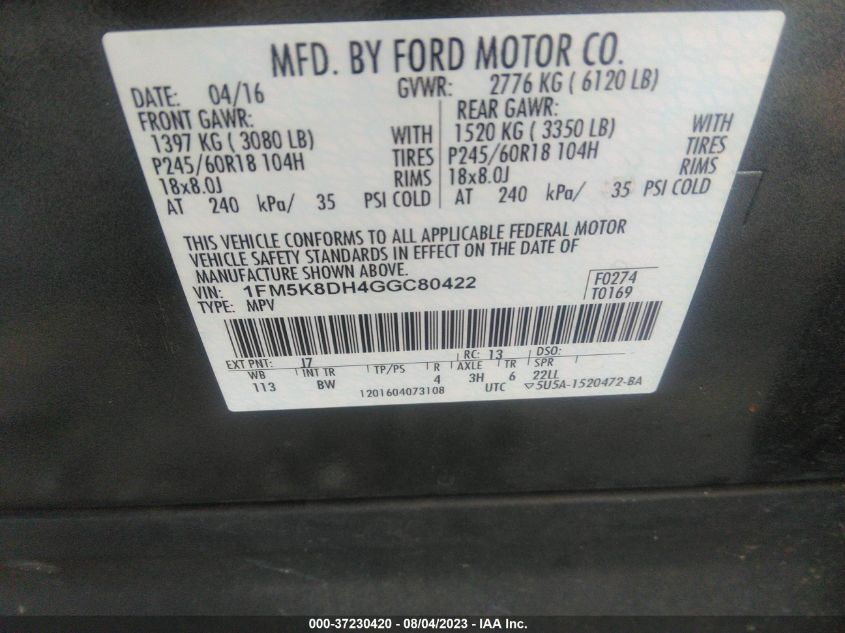 MFD. BY FORD MOTOR CO.
DATE: 04/16 GVWR: 2776 KG ( 6120 LB)
FRONT GAWR: REAR GAWR:
1397 KG ( 3080 LB) WITH 1520 KG ( 3350 LB) WITH
P245/60R18 104H TIRES P245/60R18 104H TIRES
18x8.0J RIMS 18x8.0J RIMS
AT 240 kPa/ 35 PSI COLD AT 240 kPa/ 35 PSI COLD
THIS VEHICLE CONFORMS TO ALL APPLICABLE FEDERAL MOTOR
VEHICLE SAFETY STANDARDS IN EFFECT ON THE DATE OF
MANUFACTURE SHOWN ABOVE.
VIN: 1FM5K8DH4GGC80422 F0274
TYPE: MPV T0169
EXT PNT: J7 RC: 13 DSO:
WB INT TR TP/PS R AXLE TR SPR
113 BW 4 3H 6 22LL
1201604073108 UTC ▽5U5A-1520472-BA
000-37230420 - 08/04/2023 - IAA Inc.